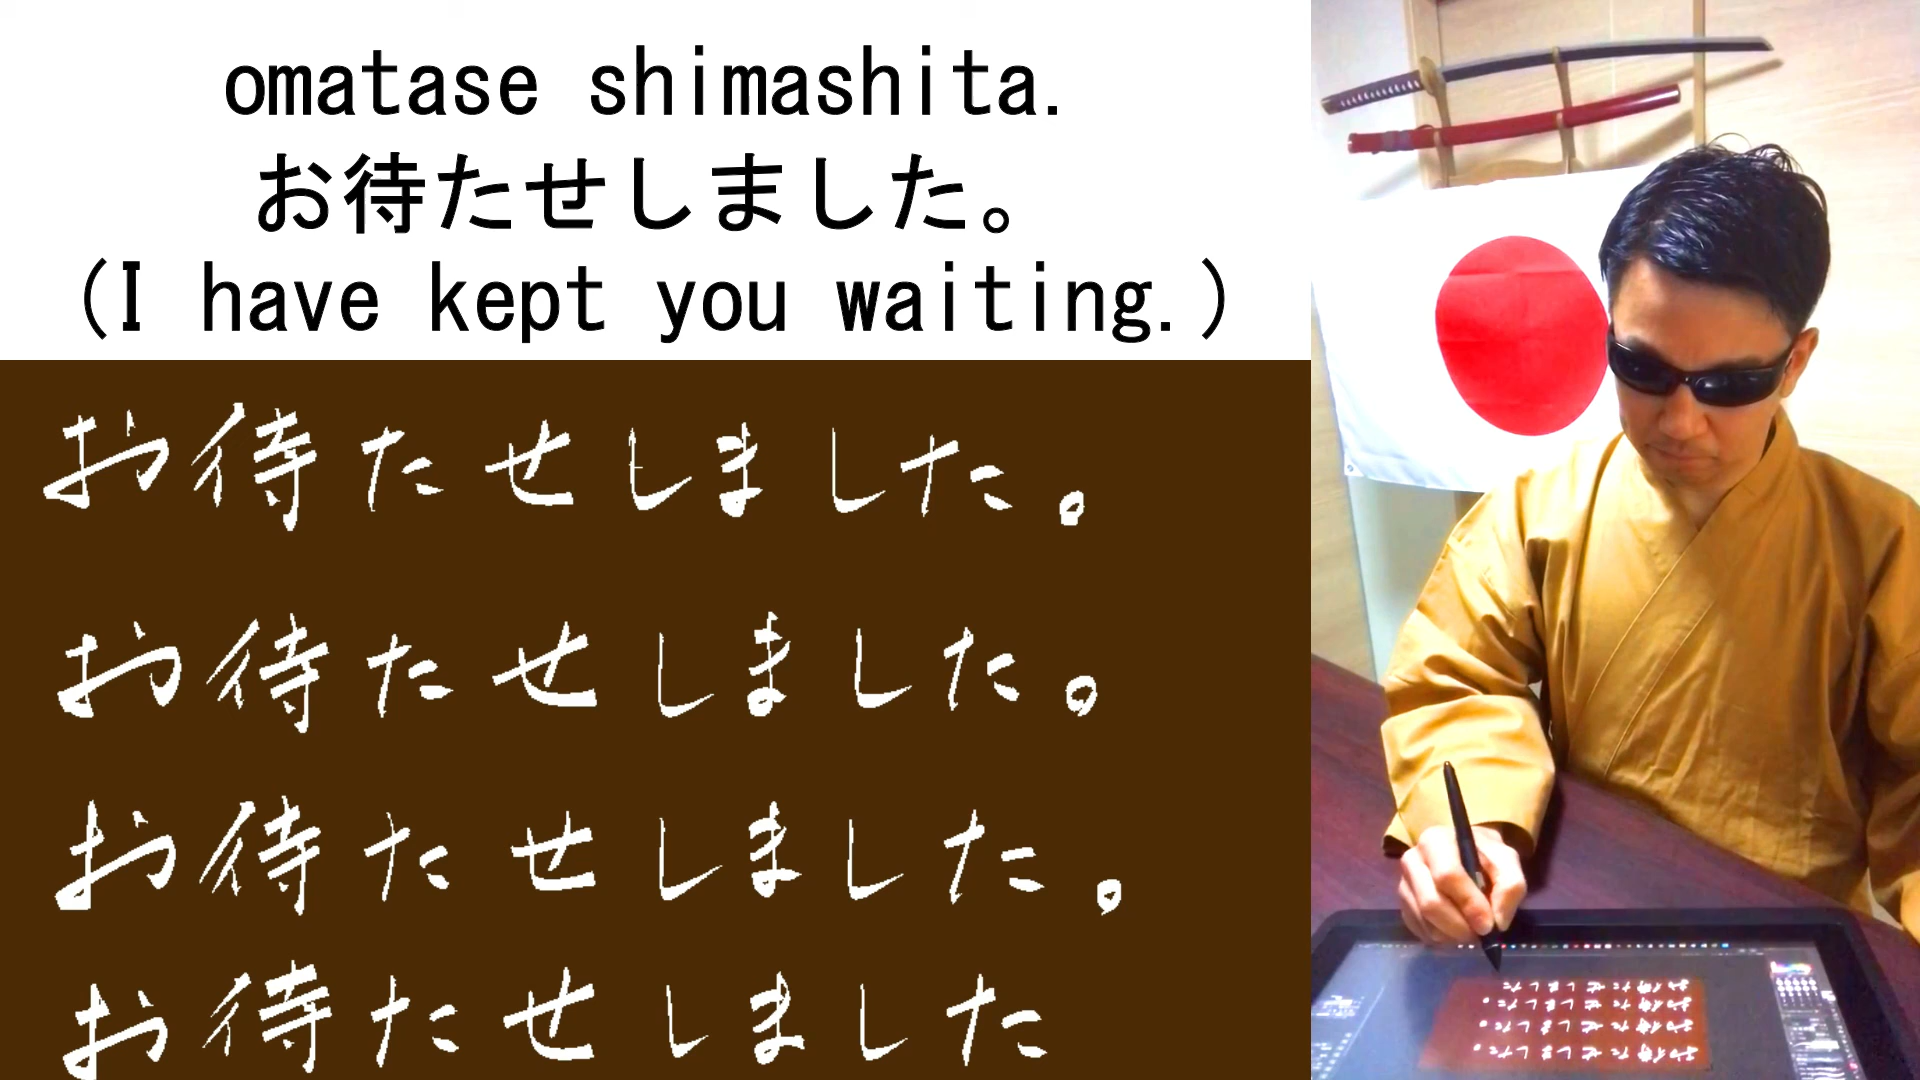 omatase shimashita.
お待たせしました。
(I have kept you waiting.)
お待たせしました。
お待たせしました。
お待たせしました。
お待たせしました